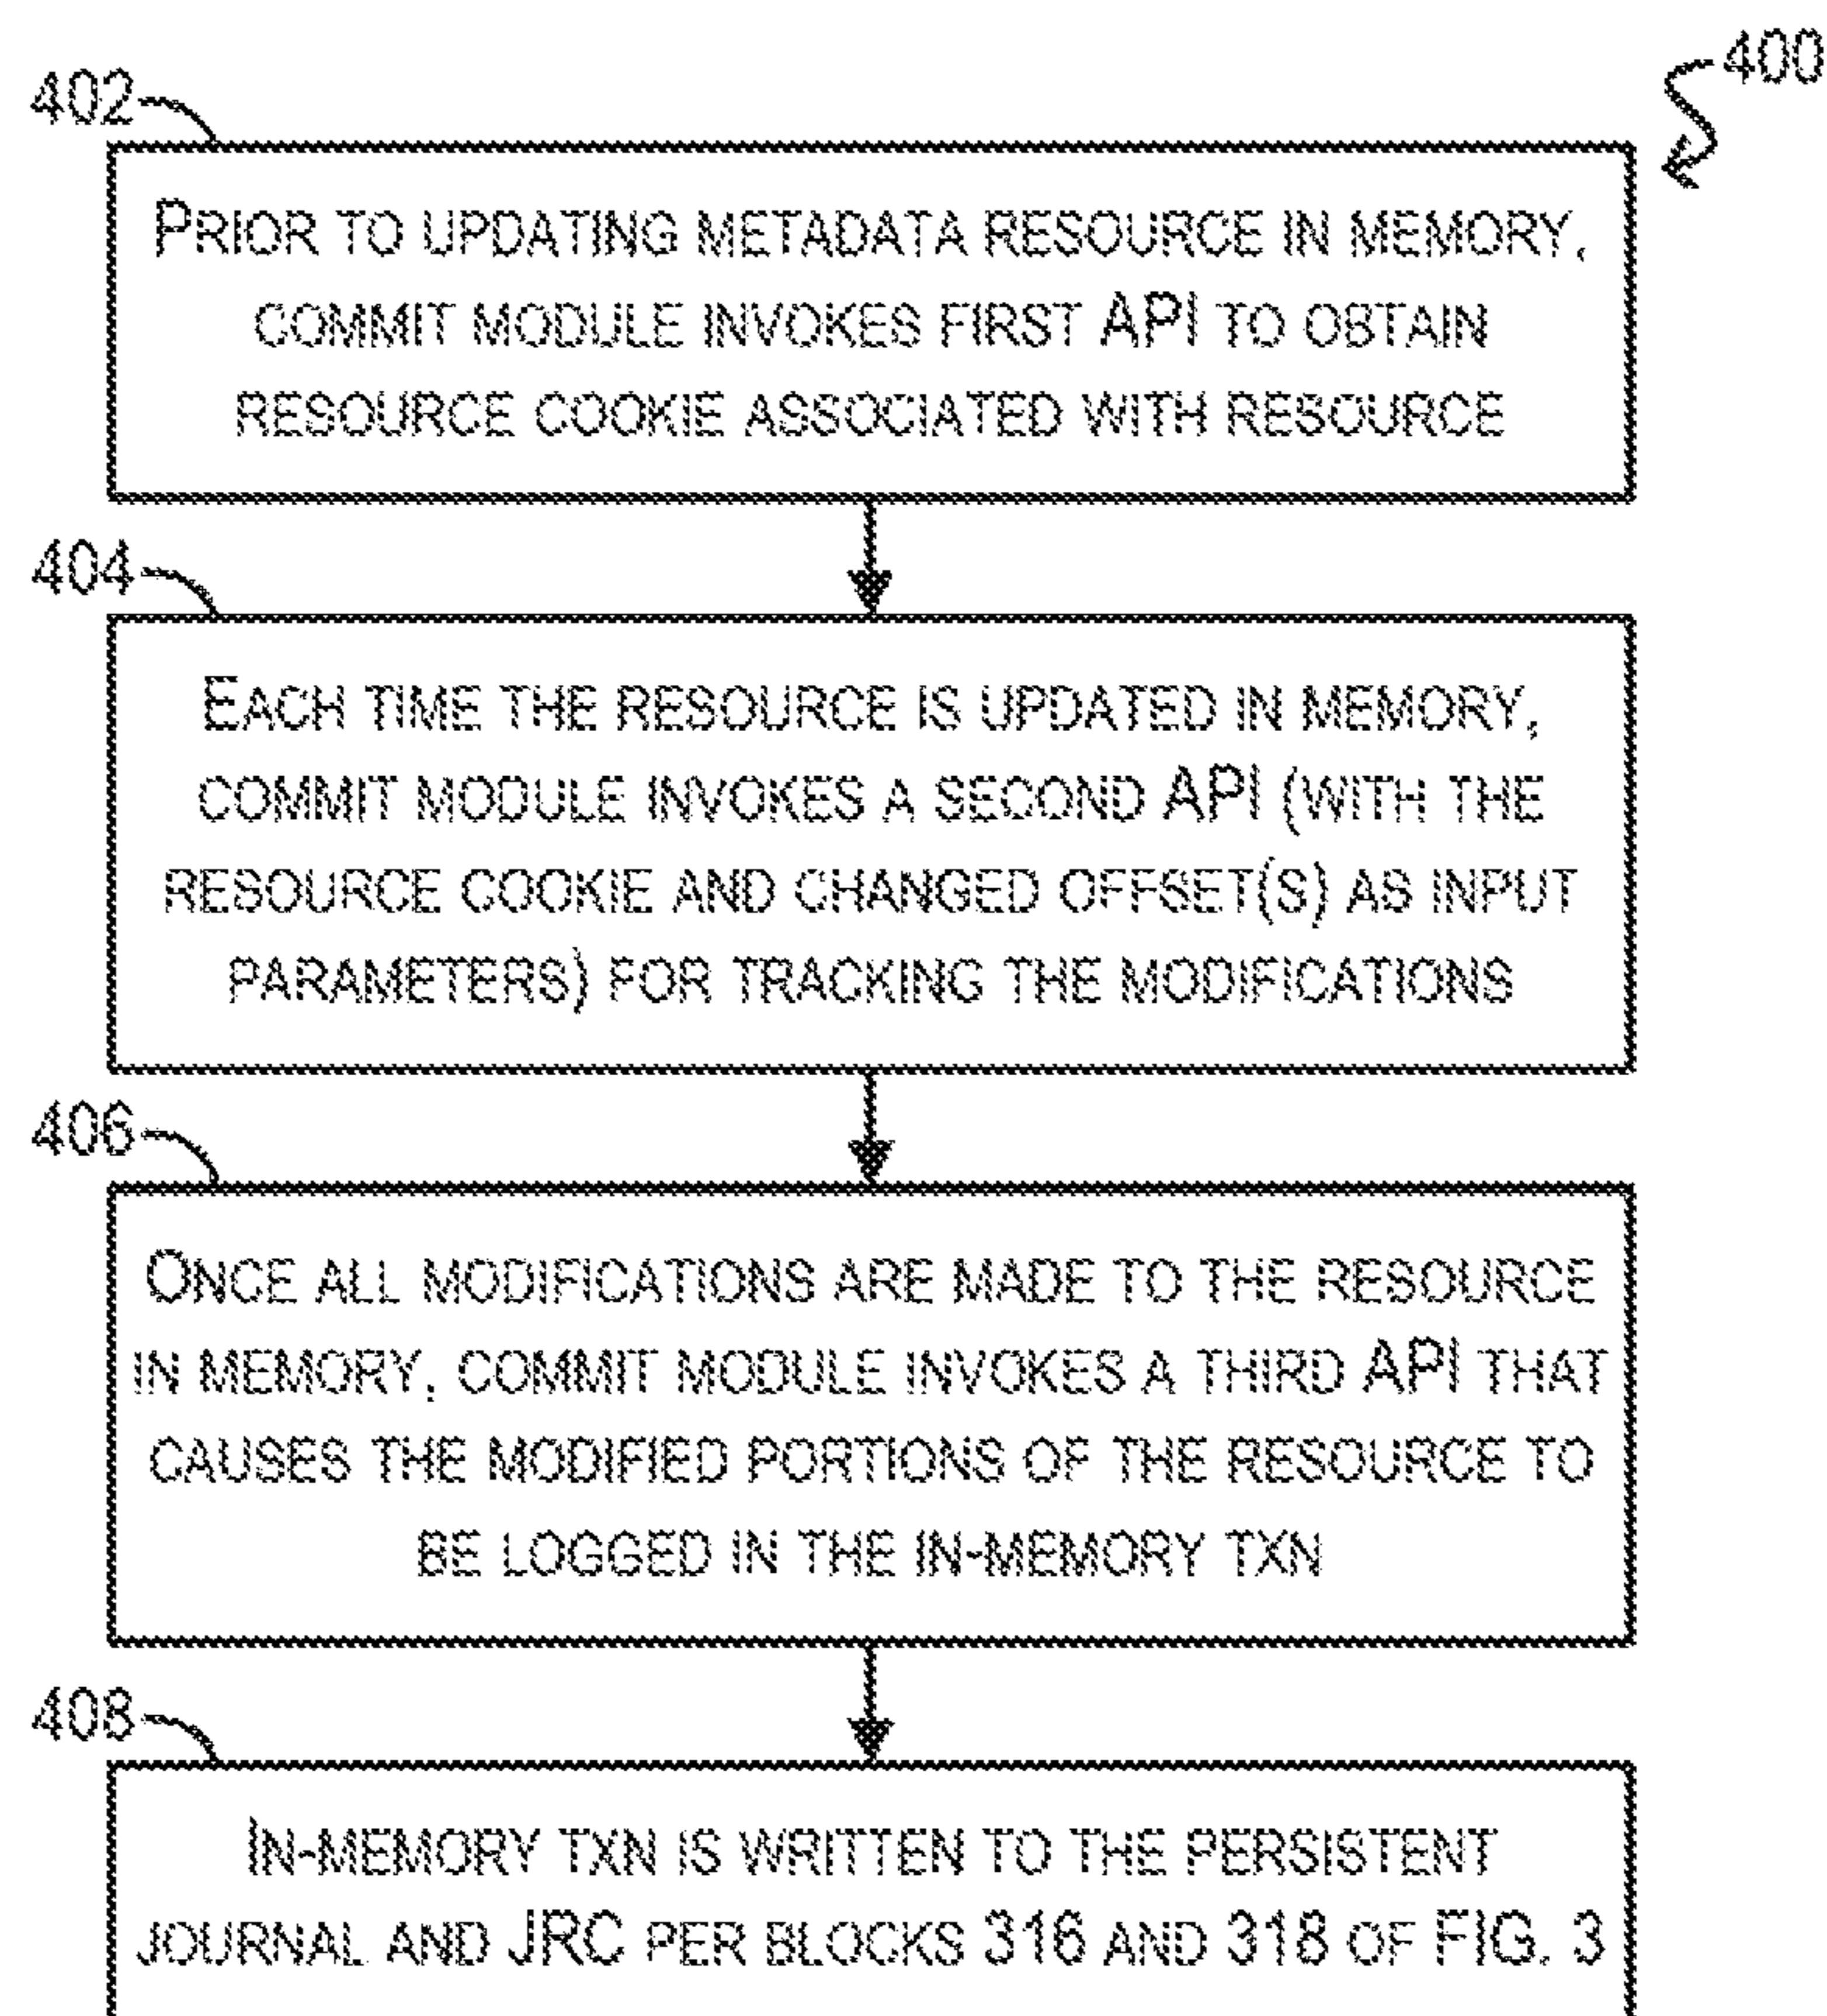 400
402
PRIOR TO UPDATING METADATA RESOURCE IN MEMORY,
COMMIT MODULE INVOKES FIRST API TO OBTAIN
RESOURCE COOKIE ASSOCIATED WITH RESOURCE
404
EACH TIME THE RESOURCE IS UPDATED IN MEMORY,
COMMIT MODULE INVOKES A SECOND API (WITH THE
RESOURCE COOKIE AND CHANGED OFFSET(S) AS INPUT
PARAMETERS) FOR TRACKING THE MODIFICATIONS
406
ONCE ALL MODIFICATIONS ARE MADE TO THE RESOURCE
IN MEMORY, COMMIT MODULE INVOKES A THIRD API THAT
CAUSES THE MODIFIED PORTIONS OF THE RESOURCE TO
BE LOGGED IN THE IN-MEMORY TXN
408
IN-MEMORY TXN IS WRITTEN TO THE PERSISTENT
JOURNAL AND JRC PER BLOCKS 316 AND 318 OF FIG. 3